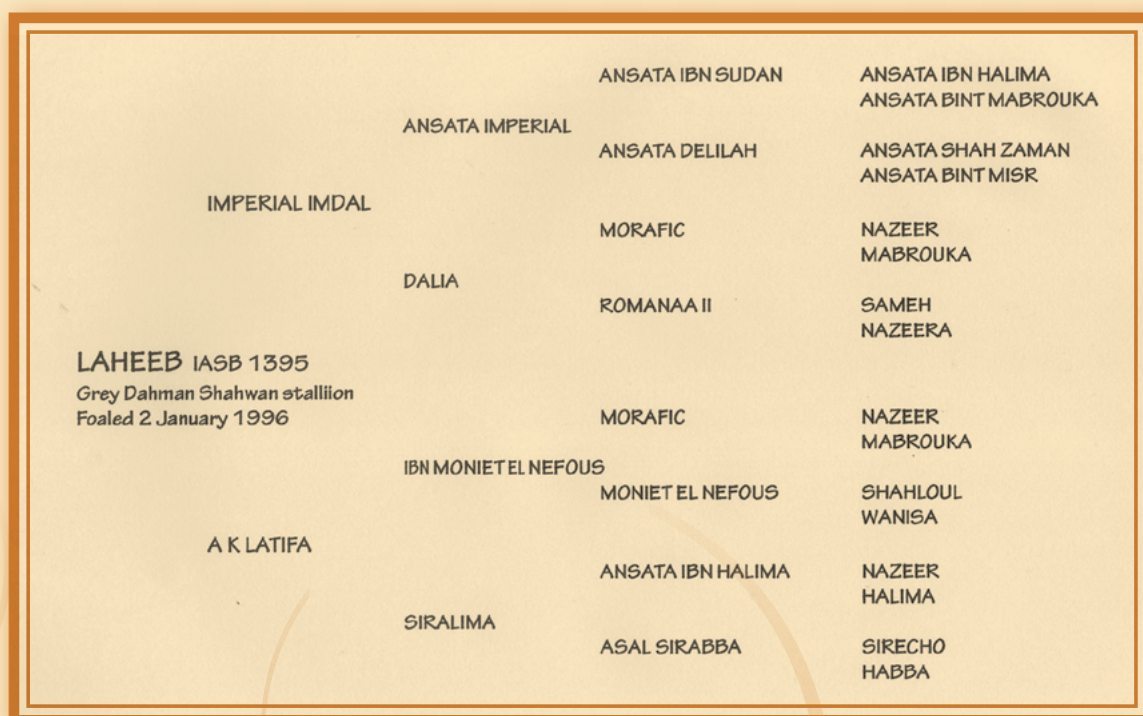 ANSATA IBN SUDAN ANSATA IBN HALIMA
ANSATA BINT MABROUKA
ANSATA IMPERIAL
ANSATA DELILAH ANSATA SHAH ZAMAN
ANSATA BINT MISR
IMPERIAL IMDAL
MORAFIC NAZEER
MABROUKA
DALIA
ROMANAA II SAMEH
NAZEERA
LAHEEB IASB 1395
Grey Dahman Shahwan stalliion
Foaled 2 January 1996
MORAFIC NAZEER
MABROUKA
IBN MONIET EL NEFOUS
MONIET EL NEFOUS SHAHLOUL
WANISA
A K LATIFA
ANSATA IBN HALIMA NAZEER
HALIMA
SIRALIMA
ASAL SIRABBA SIRECHO
HABBA